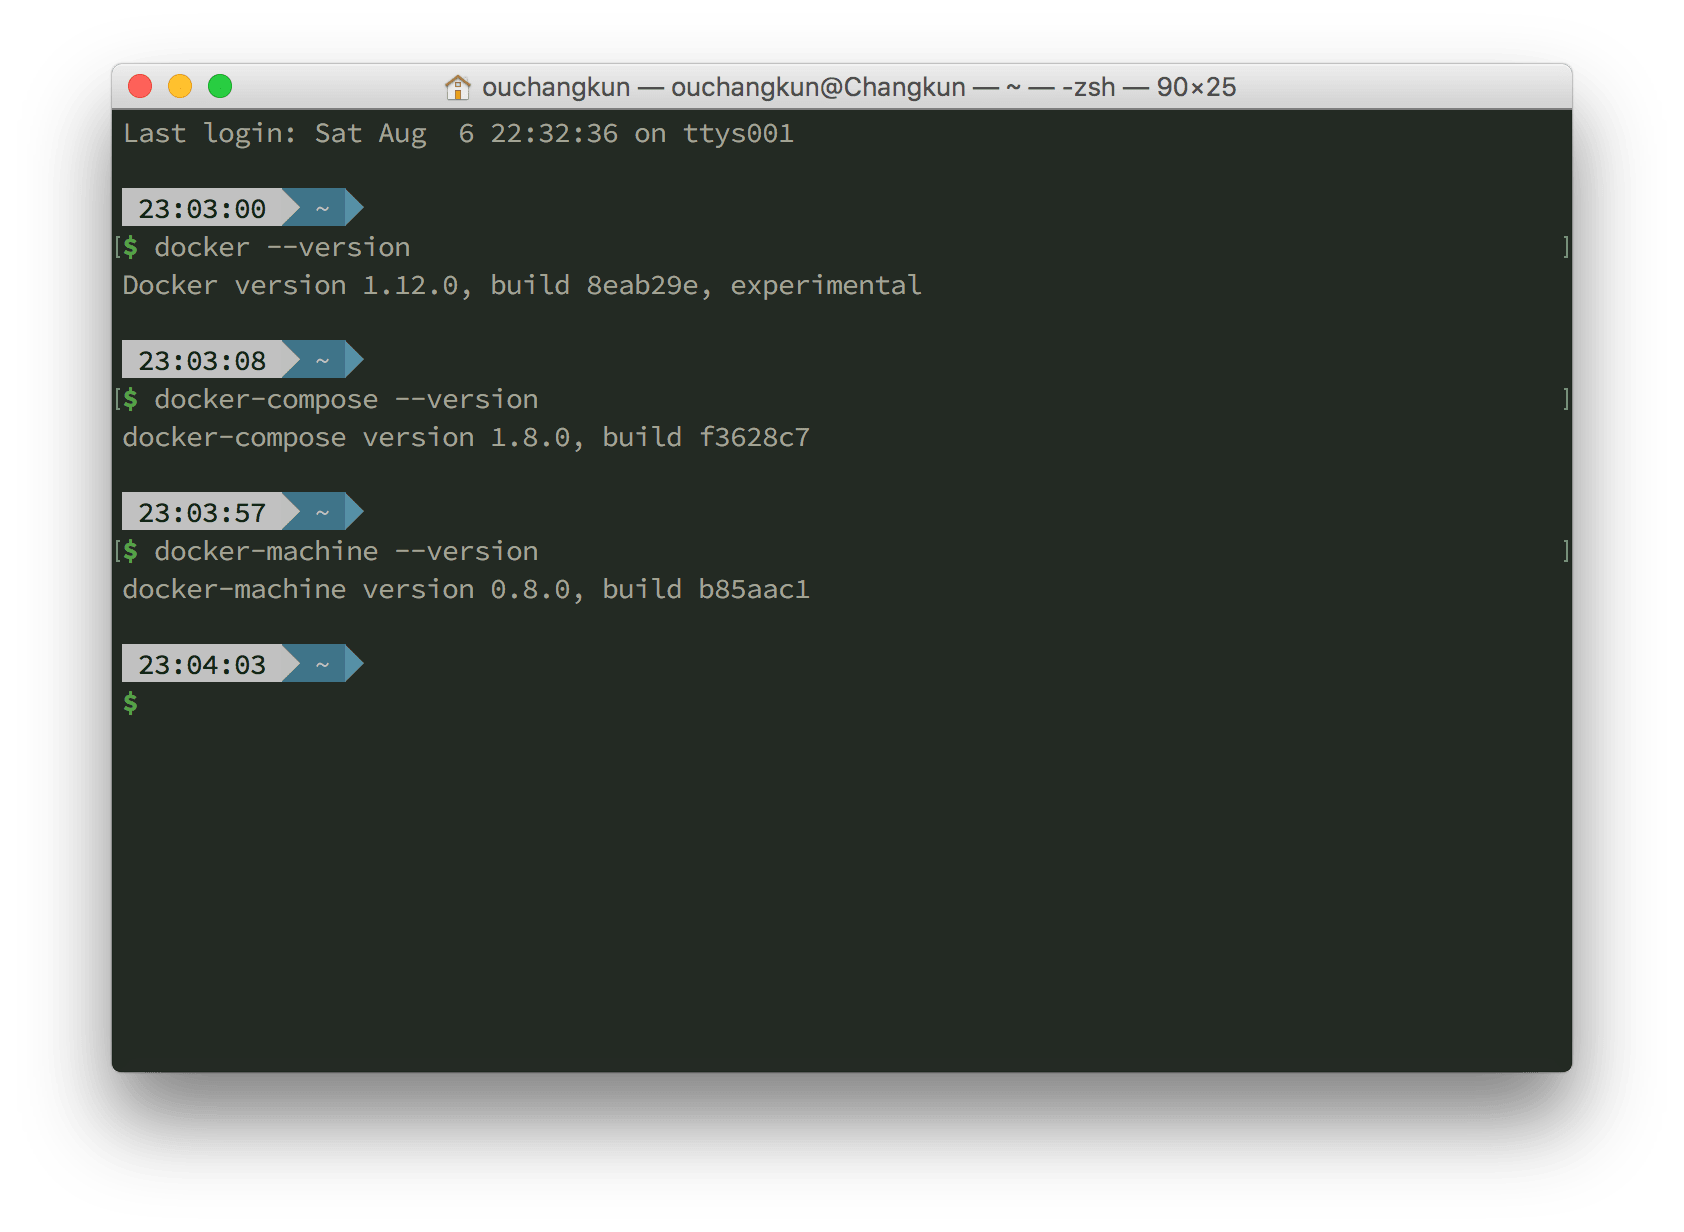 ouchangkun — ouchangkun@Changkun — ~ — -zsh — 90×25
Last login: Sat Aug  6 22:32:36 on ttys001
23:03:00 ~
[$ docker --version ]
Docker version 1.12.0, build 8eab29e, experimental
23:03:08 ~
[$ docker-compose --version ]
docker-compose version 1.8.0, build f3628c7
23:03:57 ~
[$ docker-machine --version ]
docker-machine version 0.8.0, build b85aac1
23:04:03 ~
$